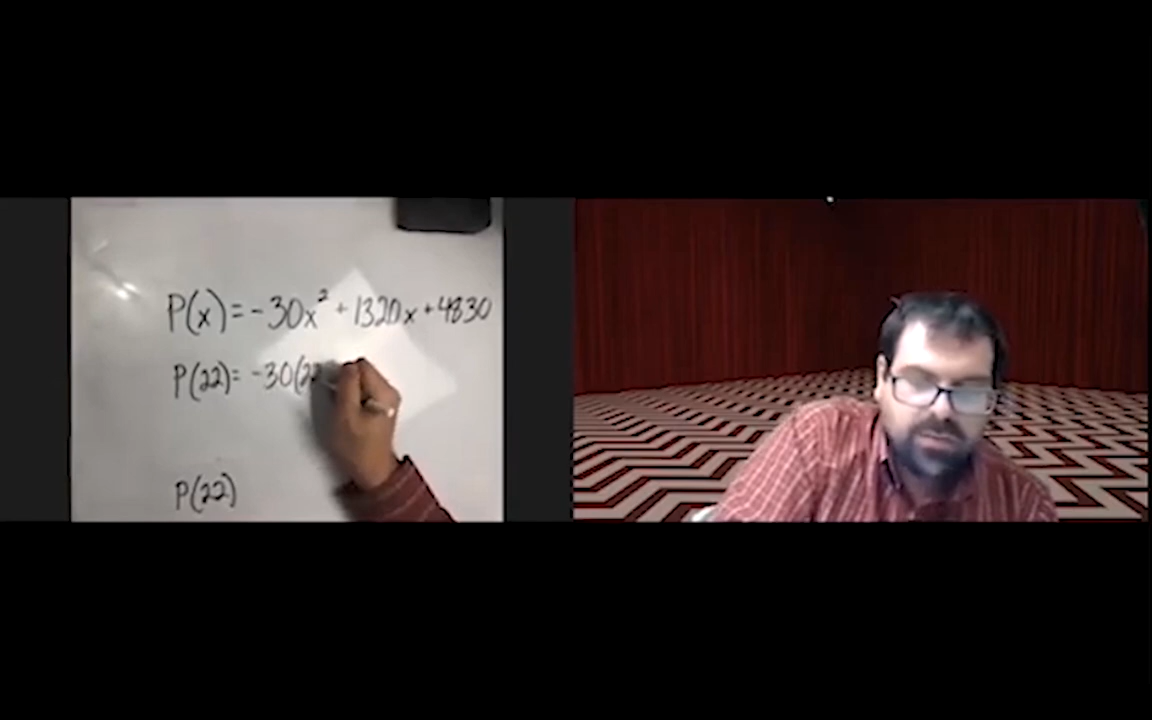 P(x) = -30x² + 1320x + 4830
P(22) = -30(22
P(22)